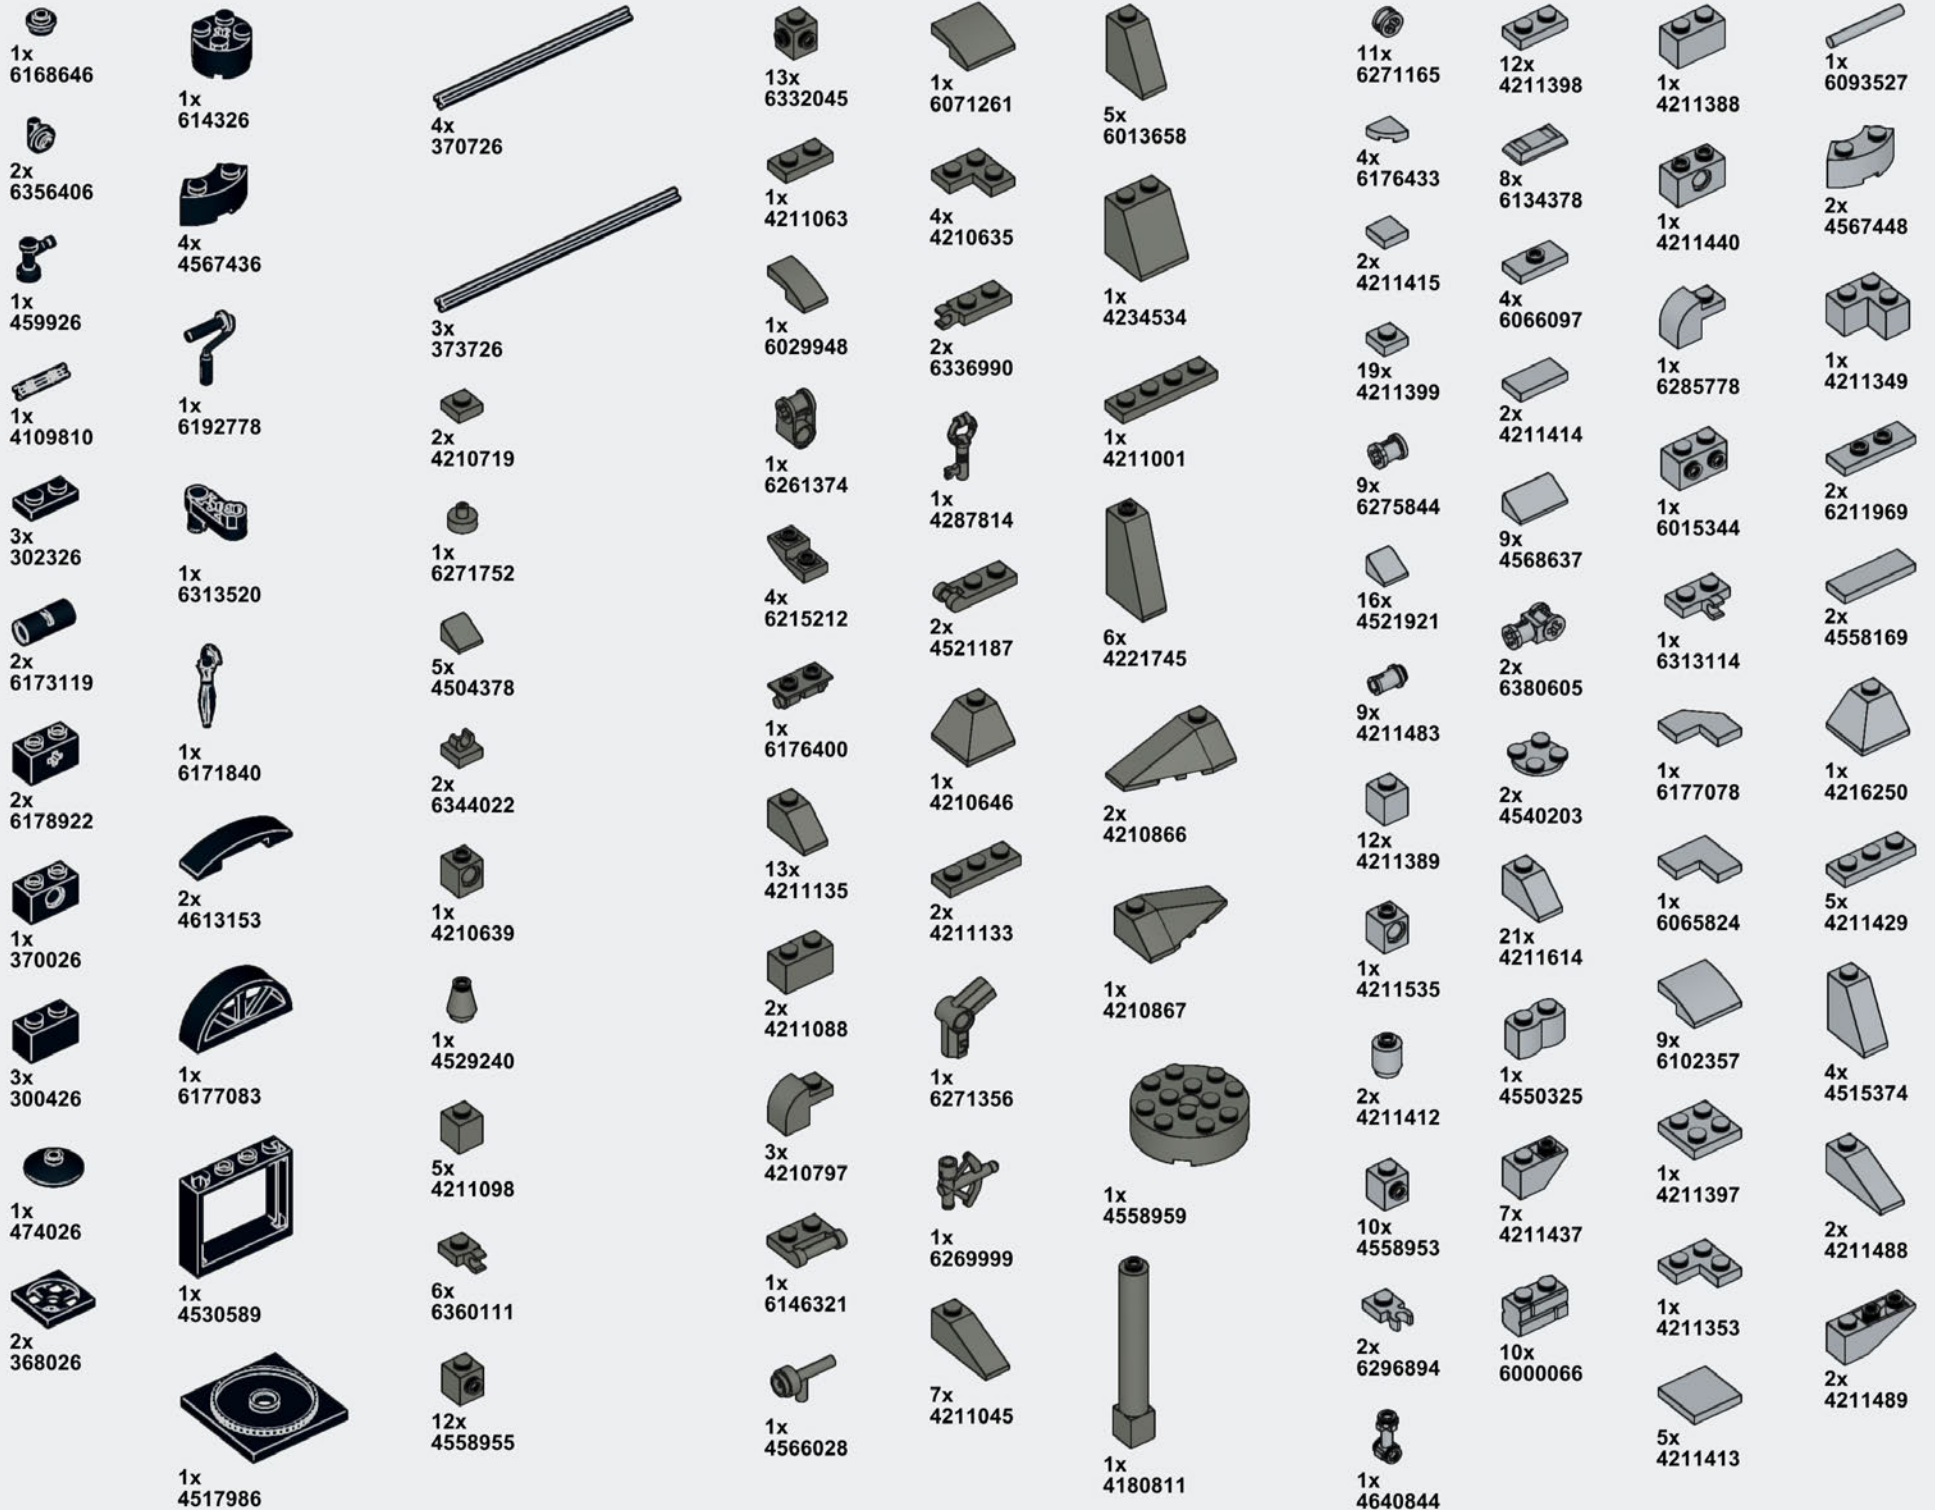 1x
6168646
2x
6356406
1x
459926
1x
4109810
3x
302326
2x
6173119
2x
6178922
1x
370026
3x
300426
1x
474026
2x
368026
1x
614326
4x
4567436
1x
6192778
1x
6313520
1x
6171840
2x
4613153
1x
6177083
1x
4530589
1x
4517986
4x
370726
3x
373726
2x
4210719
1x
6271752
5x
4504378
2x
6344022
1x
4210639
1x
4529240
5x
4211098
6x
6360111
12x
4558955
13x
6332045
1x
4211063
1x
6029948
1x
6261374
4x
6215212
1x
6176400
13x
4211135
2x
4211088
3x
4210797
1x
6146321
1x
4566028
1x
6071261
4x
4210635
2x
6336990
1x
4287814
2x
4521187
1x
4210646
2x
4211133
1x
6271356
1x
6269999
7x
4211045
5x
6013658
1x
4234534
1x
4211001
6x
4221745
2x
4210866
1x
4210867
1x
4558959
1x
4180811
11x
6271165
4x
6176433
2x
4211415
19x
4211399
9x
6275844
16x
4521921
9x
4211483
12x
4211389
1x
4211535
2x
4211412
10x
4558953
2x
6296894
1x
4640844
12x
4211398
8x
6134378
4x
6066097
2x
4211414
9x
4568637
2x
6380605
2x
4540203
21x
4211614
1x
4550325
7x
4211437
10x
6000066
1x
4211388
1x
4211440
1x
6285778
1x
6015344
1x
6313114
1x
6177078
1x
6065824
9x
6102357
1x
4211397
1x
4211353
5x
4211413
1x
6093527
2x
4567448
1x
4211349
2x
6211969
2x
4558169
1x
4216250
5x
4211429
4x
4515374
2x
4211488
2x
4211489